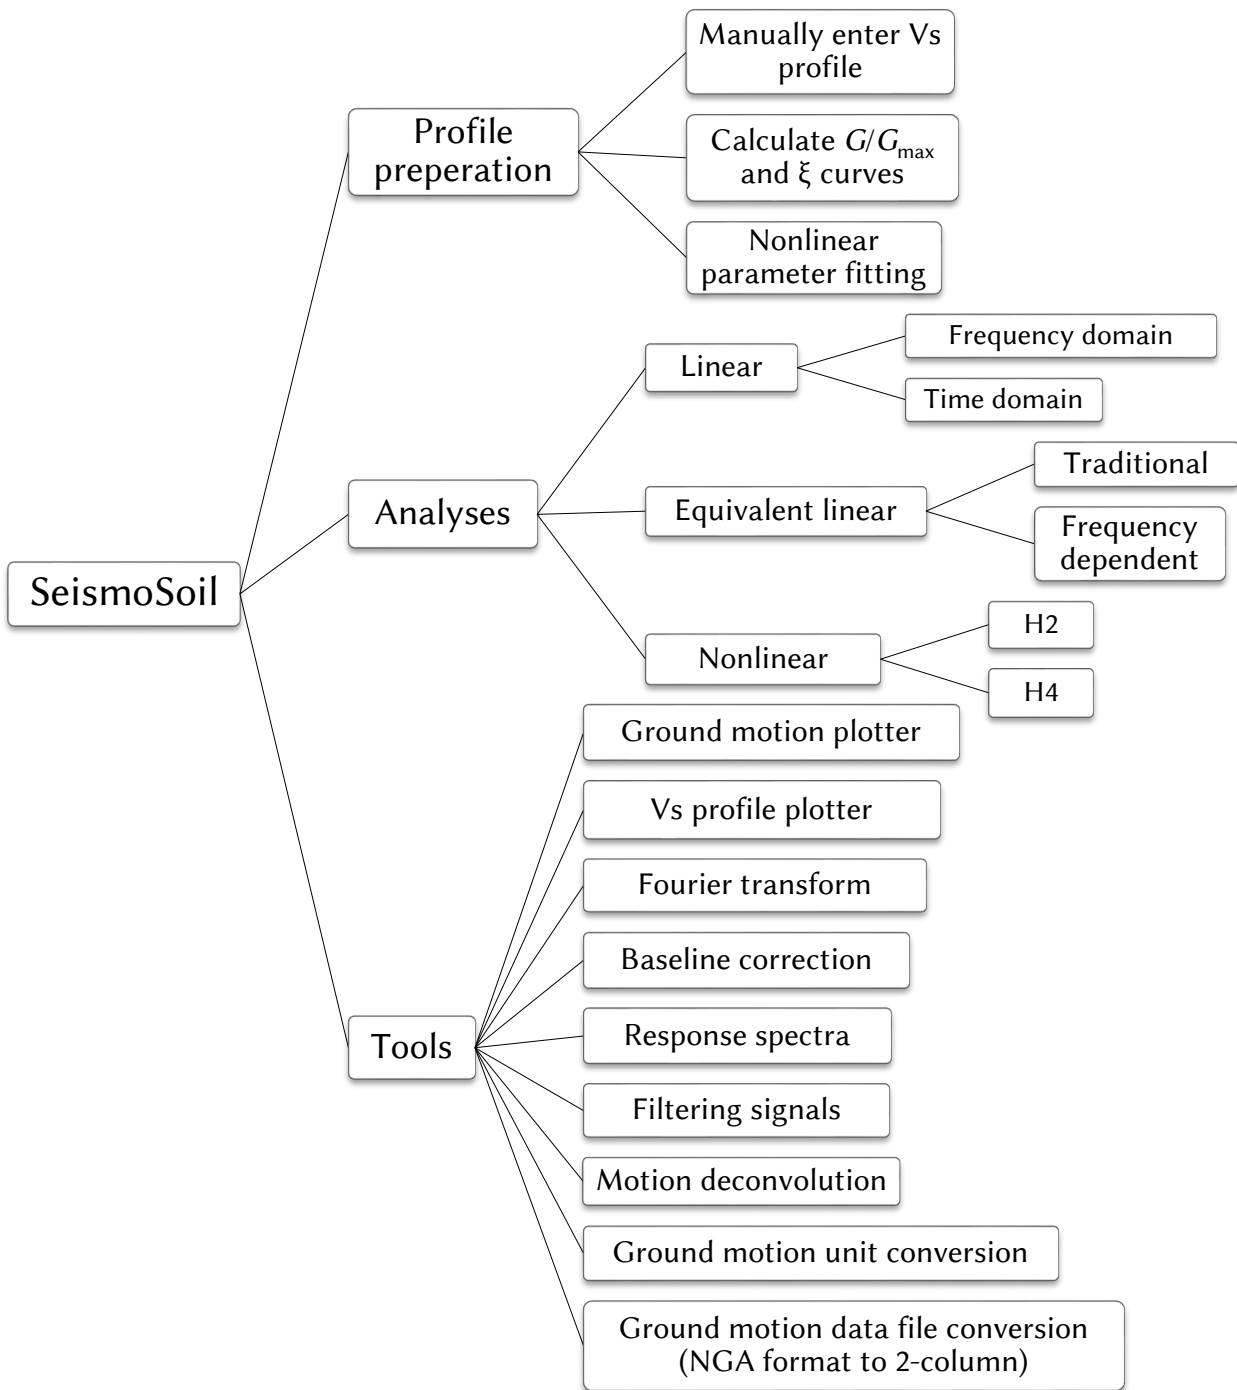 SeismoSoil
Profile
preperation
Manually enter Vs
profile
Calculate G/Gmax
and ξ curves
Nonlinear
parameter fitting
Analyses
Linear
Frequency domain
Time domain
Equivalent linear
Traditional
Frequency
dependent
Nonlinear
H2
H4
Tools
Ground motion plotter
Vs profile plotter
Fourier transform
Baseline correction
Response spectra
Filtering signals
Motion deconvolution
Ground motion unit conversion
Ground motion data file conversion
(NGA format to 2-column)